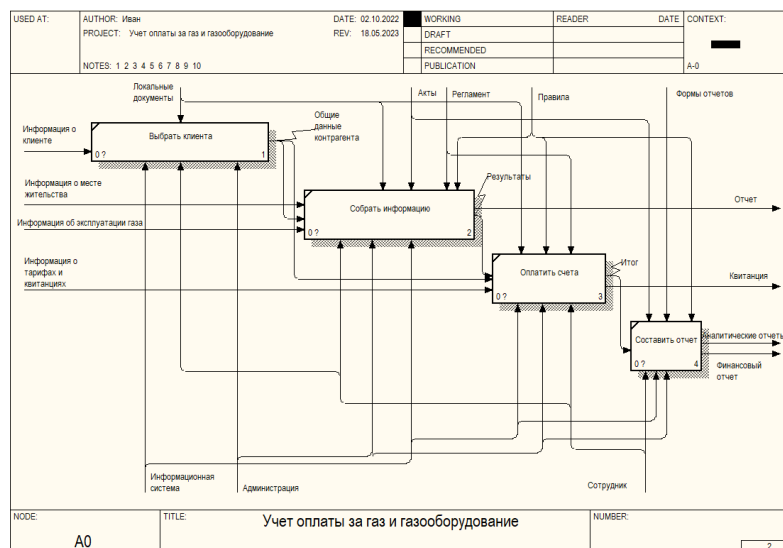 USED AT:
AUTHOR: Иван
DATE: 02.10.2022
WORKING
READER
DATE
CONTEXT:
PROJECT: Учет оплаты за газ и газооборудование
REV: 18.05.2023
DRAFT
RECOMMENDED
NOTES: 1 2 3 4 5 6 7 8 9 10
PUBLICATION
A-0
Локальные
документы
Акты
Регламент
Правила
Формы отчетов
Общие
данные
контрагента
Информация о
клиенте
Выбрать клиента
0 ?
1
Информация о месте
жительства
Результаты
Собрать информацию
0 ?
2
Отчет
Информация об эксплуатации газа
Информация о
тарифах и
квитанциях
Оплатить счета
0 ?
3
Итог
Квитанция
Составить отчет
0 ?
4
Аналитические отчеты
Финансовый
отчет
Информационная
система
Администрация
Сотрудник
NODE:
A0
TITLE:
Учет оплаты за газ и газооборудование
NUMBER:
2